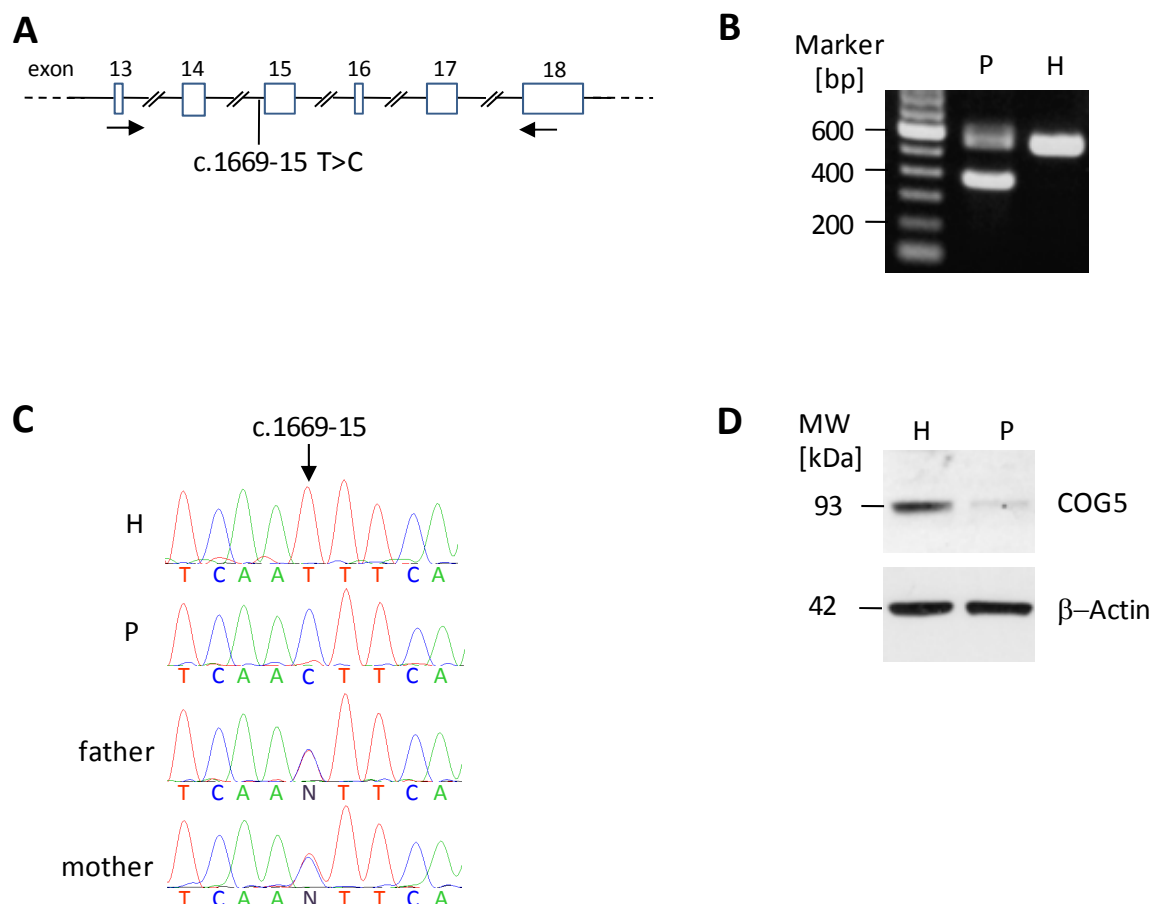 A
exon 13 14 15 16 17 18
c.1669-15 T>C
B
Marker
[bp]
P H
600
400
200
C
c.1669-15
H
T C A A T T T C A
P
T C A A C T T C A
father
T C A A N T T C A
mother
T C A A N T T C A
D
MW
[kDa]
H P
93
COG5
42
β–Actin